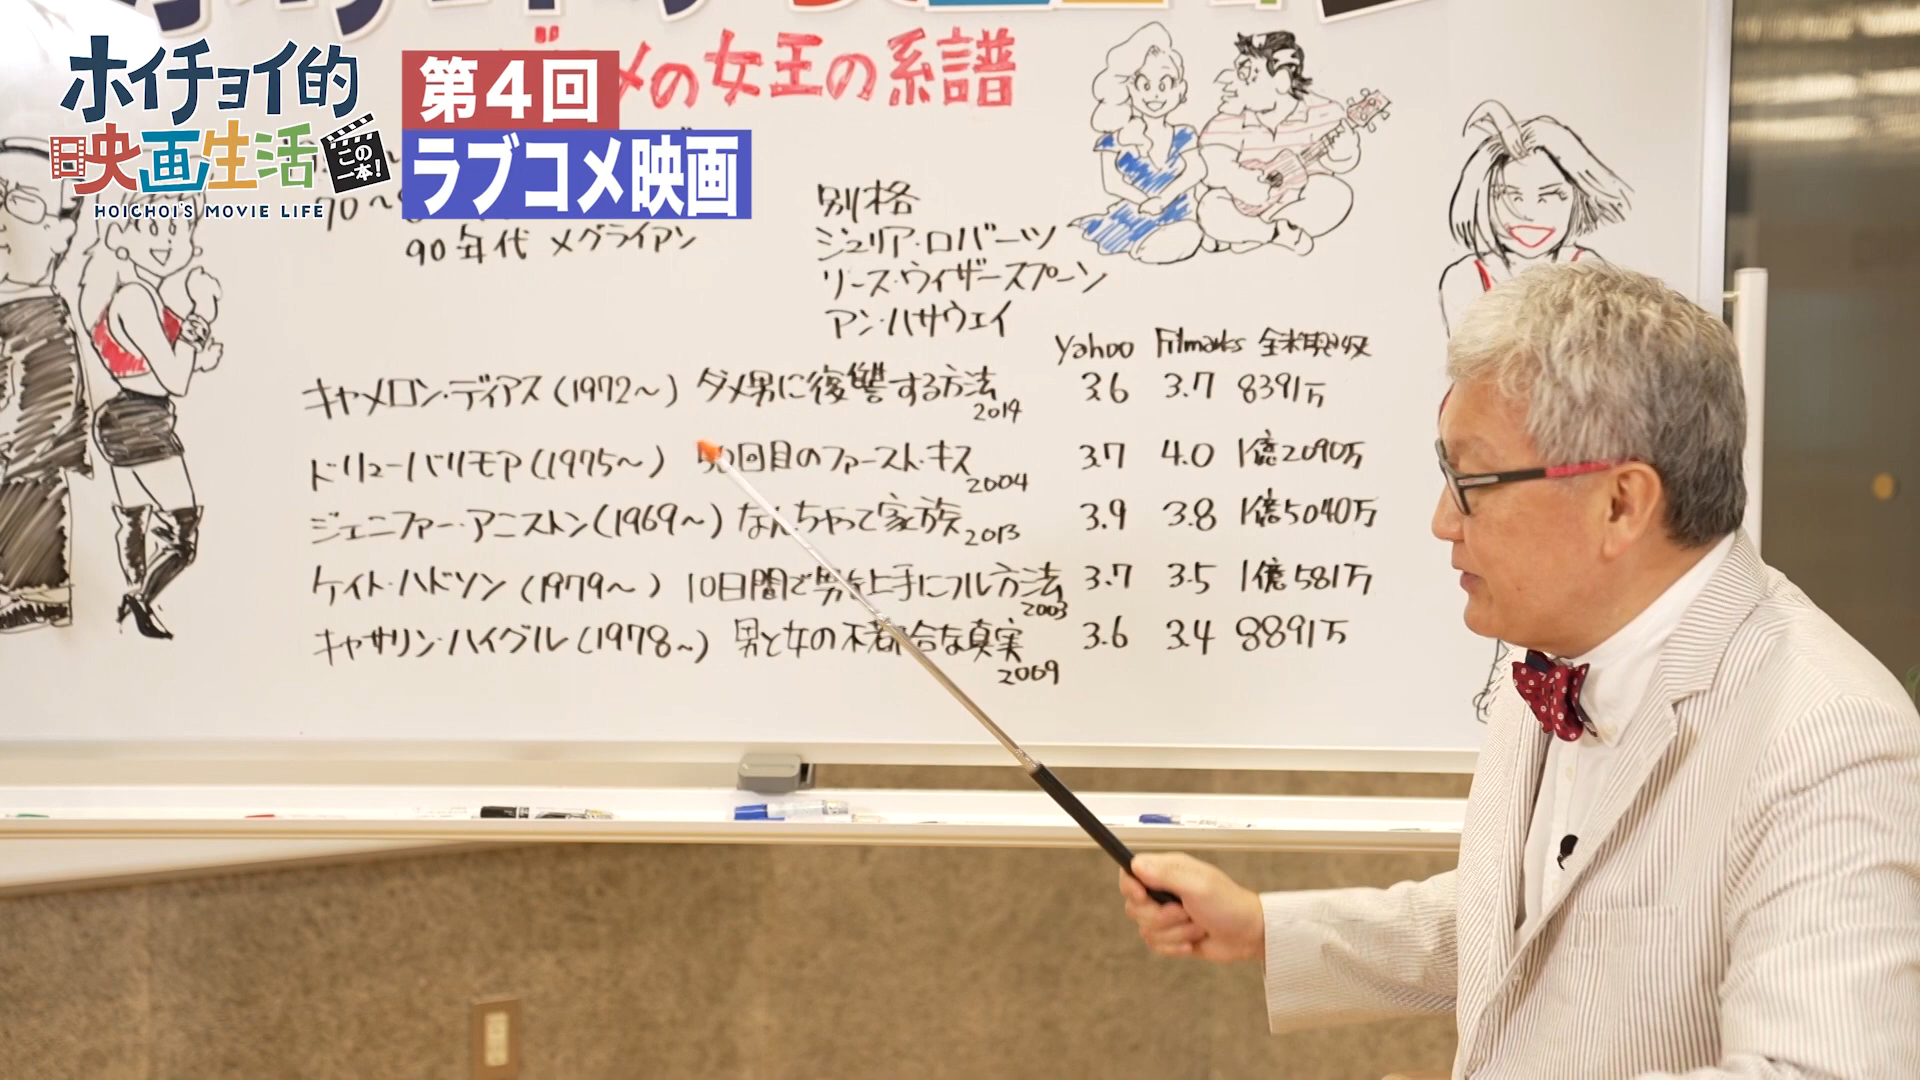 ホイチョイ的
映画生活
この
一本!
HOICHOI'S MOVIE LIFE
第4回
ラブコメ映画
メの女王の系譜
70〜
90年代 メグライアン
別格
ジュリア・ロバーツ
リース・ウィザースプーン
アン・ハサウェイ
Yahoo Filmarks 全米興収
キャメロン・ディアス(1972〜) ダメ男に復讐する方法 2014 3.6 3.7 8391万
ドリューバリモア(1975〜) 50回目のファースト・キス 2004 3.7 4.0 1億2090万
ジェニファー・アニストン(1969〜) なんちゃって家族 2013 3.9 3.8 1億5040万
ケイト・ハドソン(1979〜) 10日間で男を上手にフル方法 2003 3.7 3.5 1億581万
キャサリン・ハイグル(1978〜) 男と女の不都合な真実 2009 3.6 3.4 8891万